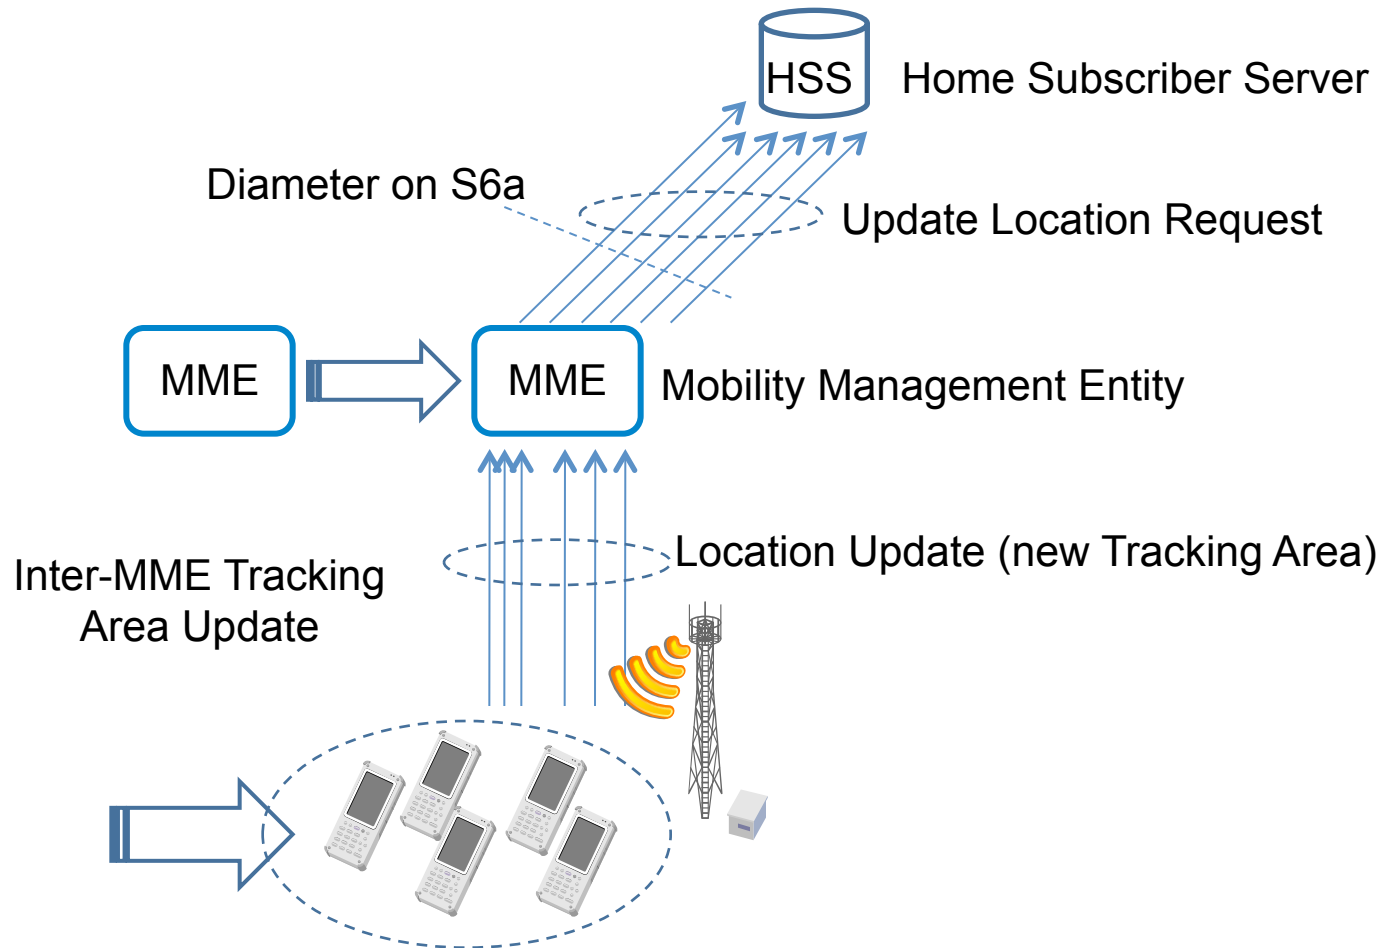 HSS
Home Subscriber Server
Diameter on S6a
Update Location Request
MME
MME
Mobility Management Entity
Location Update (new Tracking Area)
Inter-MME Tracking
Area Update